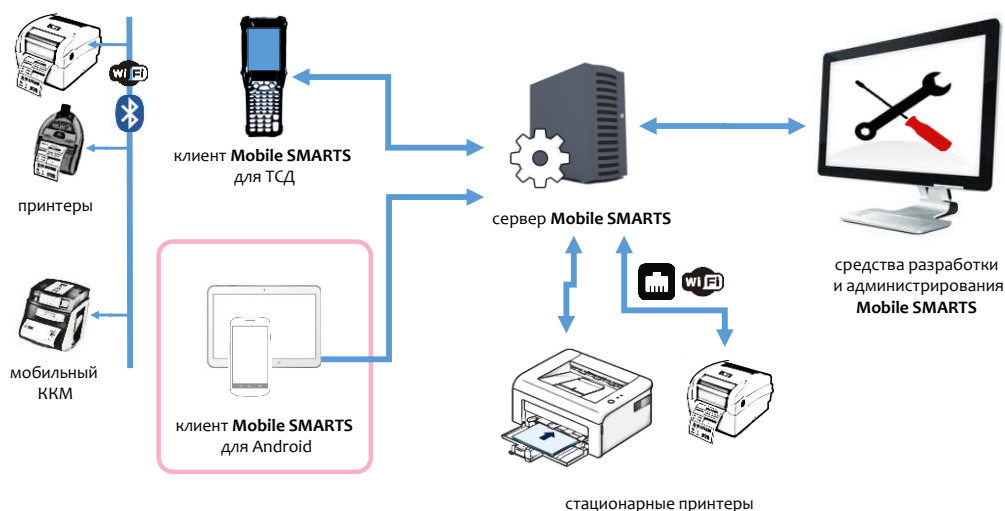 WiFi
клиент Mobile SMARTS
для ТСД
принтеры
сервер Mobile SMARTS
WiFi
средства разработки
и администрирования
Mobile SMARTS
мобильный
ККМ
клиент Mobile SMARTS
для Android
стационарные принтеры